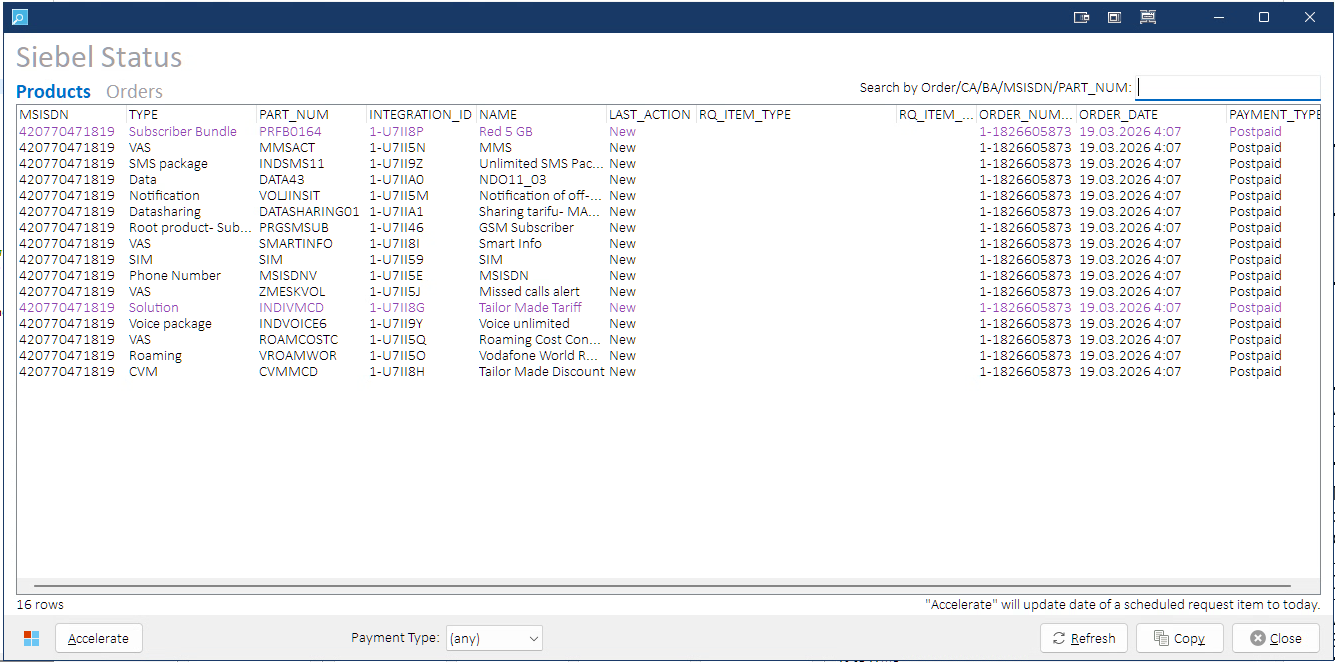 Siebel Status
Products Orders
Search by Order/CA/BA/MSISDN/PART_NUM:
MSISDN TYPE PART_NUM INTEGRATION_ID NAME LAST_ACTION RQ_ITEM_TYPE RQ_ITEM_... ORDER_NUM... ORDER_DATE PAYMENT_TYPE
420770471819 Subscriber Bundle PRFB0164 1-U7II8P Red 5 GB New 1-1826605873 19.03.2026 4:07 Postpaid
420770471819 VAS MMSACT 1-U7II5N MMS New 1-1826605873 19.03.2026 4:07 Postpaid
420770471819 SMS package INDSMS11 1-U7II9Z Unlimited SMS Pac... New 1-1826605873 19.03.2026 4:07 Postpaid
420770471819 Data DATA43 1-U7IIA0 NDO11_03 New 1-1826605873 19.03.2026 4:07 Postpaid
420770471819 Notification VOLJINSIT 1-U7II5M Notification of off-... New 1-1826605873 19.03.2026 4:07 Postpaid
420770471819 Datasharing DATASHARING01 1-U7IIA1 Sharing tarifu- MA... New 1-1826605873 19.03.2026 4:07 Postpaid
420770471819 Root product- Sub... PRGSMSUB 1-U7II46 GSM Subscriber New 1-1826605873 19.03.2026 4:07 Postpaid
420770471819 VAS SMARTINFO 1-U7II8I Smart Info New 1-1826605873 19.03.2026 4:07 Postpaid
420770471819 SIM SIM 1-U7II59 SIM New 1-1826605873 19.03.2026 4:07 Postpaid
420770471819 Phone Number MSISDNV 1-U7II5E MSISDN New 1-1826605873 19.03.2026 4:07 Postpaid
420770471819 VAS ZMESKVOL 1-U7II5J Missed calls alert New 1-1826605873 19.03.2026 4:07 Postpaid
420770471819 Solution INDIVMCD 1-U7II8G Tailor Made Tariff New 1-1826605873 19.03.2026 4:07 Postpaid
420770471819 Voice package INDVOICE6 1-U7II9Y Voice unlimited New 1-1826605873 19.03.2026 4:07 Postpaid
420770471819 VAS ROAMCOSTC 1-U7II5Q Roaming Cost Con... New 1-1826605873 19.03.2026 4:07 Postpaid
420770471819 Roaming VROAMWOR 1-U7II5O Vodafone World R... New 1-1826605873 19.03.2026 4:07 Postpaid
420770471819 CVM CVMMCD 1-U7II8H Tailor Made Discount New 1-1826605873 19.03.2026 4:07 Postpaid
16 rows "Accelerate" will update date of a scheduled request item to today.
Accelerate Payment Type: (any) Refresh Copy Close